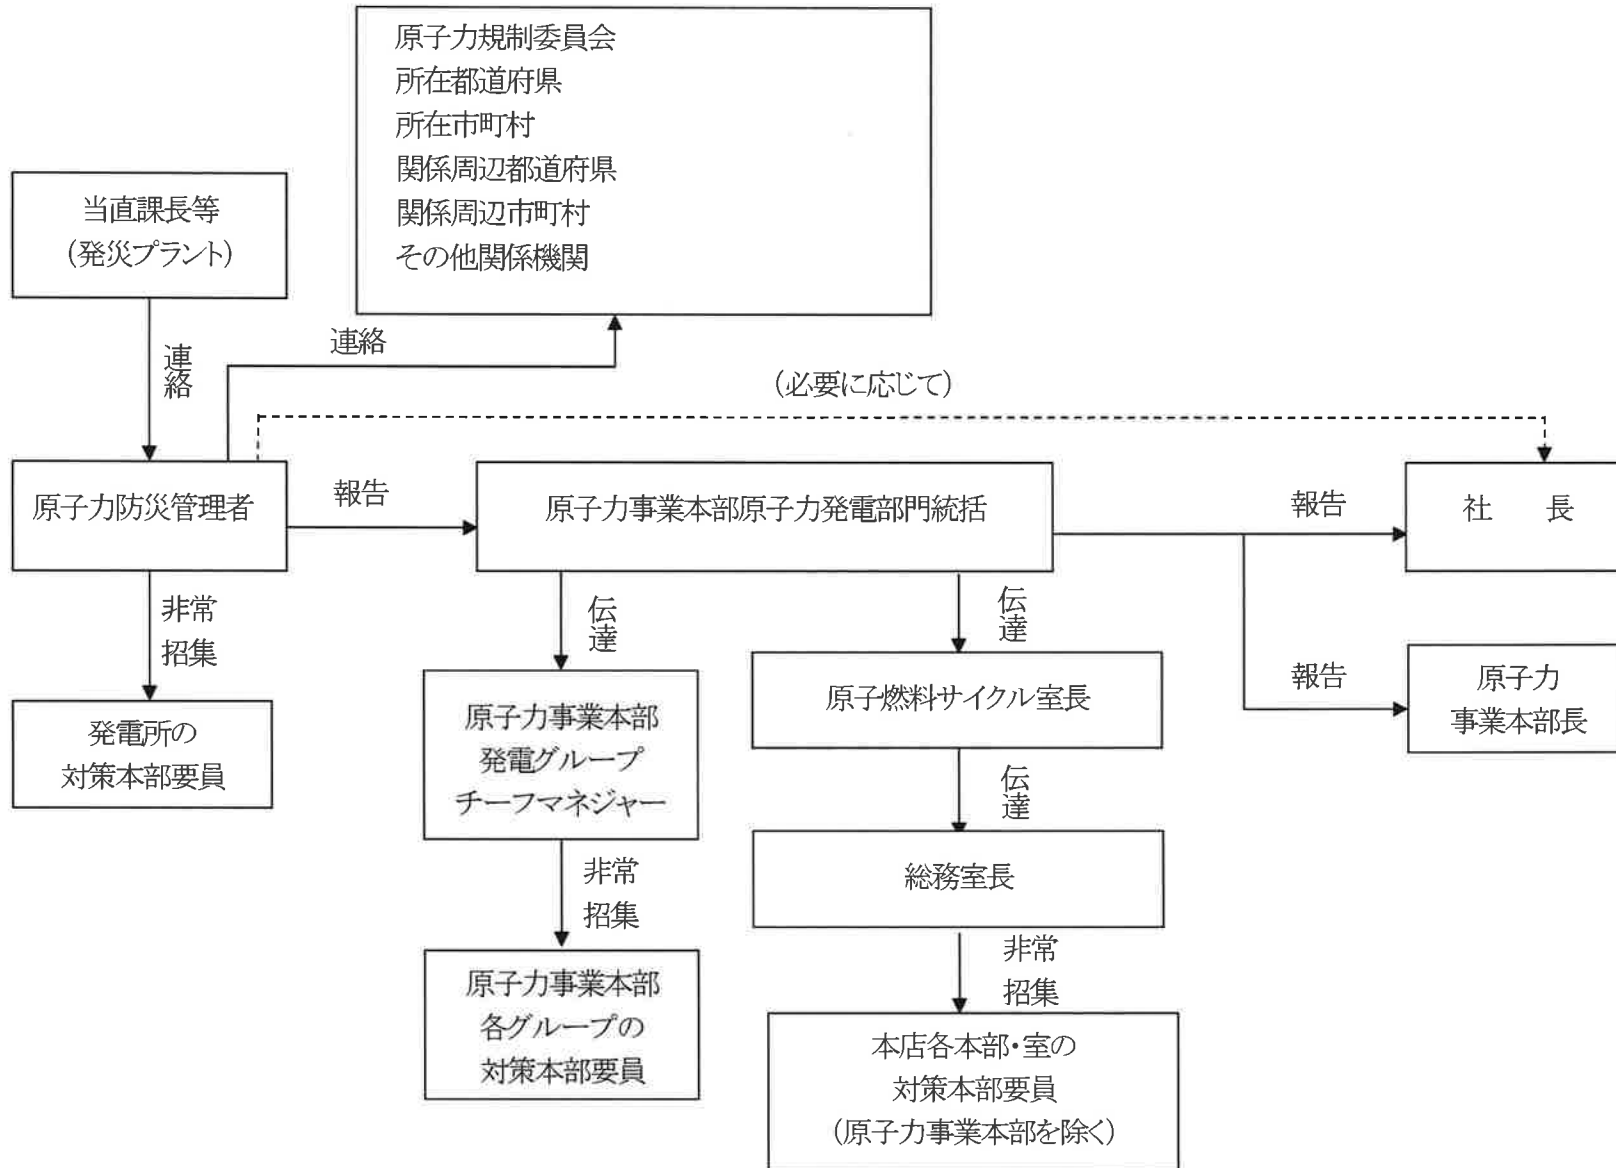 原子力規制委員会
所在都道府県
所在市町村
関係周辺都道府県
関係周辺市町村
その他関係機関
当直課長等
（発災プラント）
連絡
連絡
（必要に応じて）
原子力防災管理者
報告
原子力事業本部原子力発電部門統括
報告
社　長
非常
招集
発電所の
対策本部要員
伝達
原子力事業本部
発電グループ
チーフマネジャー
非常
招集
原子力事業本部
各グループの
対策本部要員
伝達
原子燃料サイクル室長
伝達
総務室長
非常
招集
本店各本部・室の
対策本部要員
（原子力事業本部を除く）
報告
原子力
事業本部長